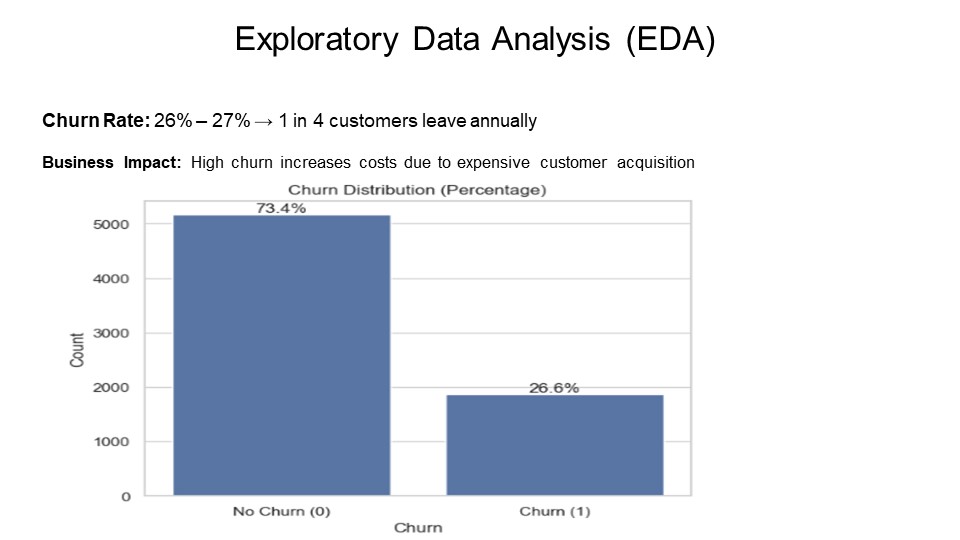 Exploratory Data Analysis (EDA)
Churn Rate: 26% – 27% → 1 in 4 customers leave annually
Business Impact: High churn increases costs due to expensive customer acquisition
Churn Distribution (Percentage)
73.4%
5000
4000
3000
Count
2000
26.6%
1000
0
No Churn (0)
Churn (1)
Churn